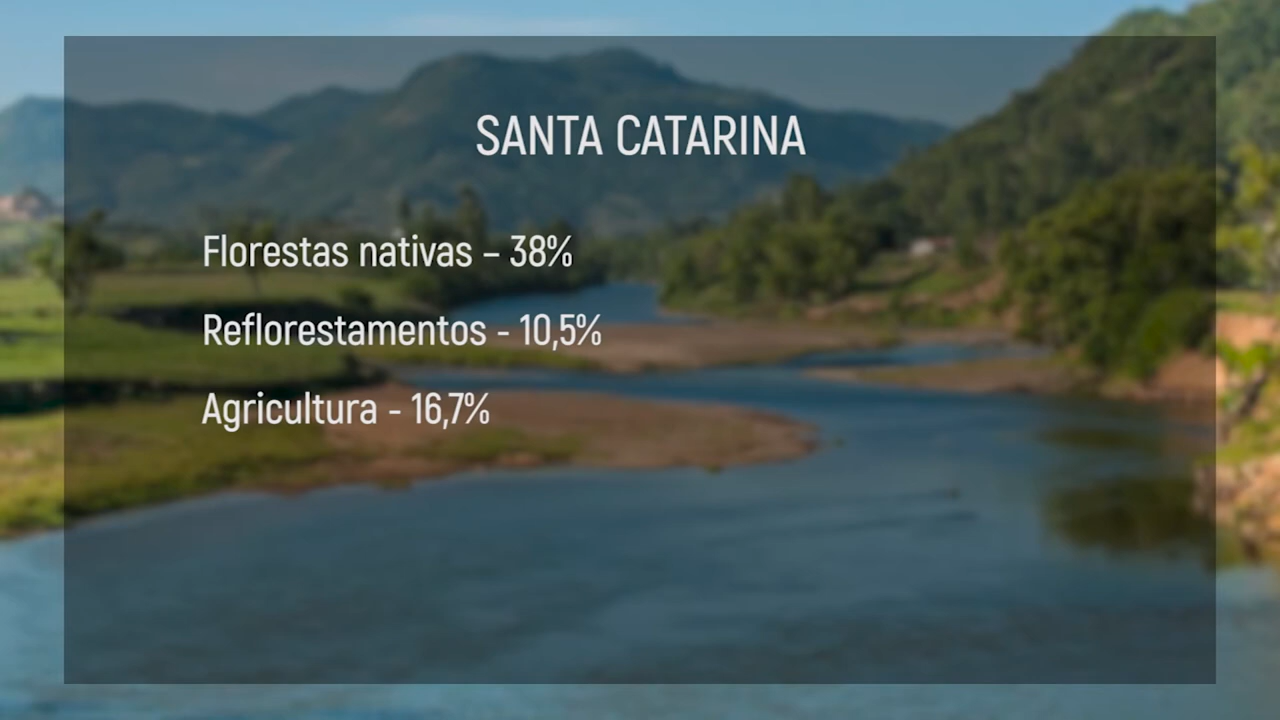 SANTA CATARINA
Florestas nativas – 38%
Reflorestamentos - 10,5%
Agricultura - 16,7%